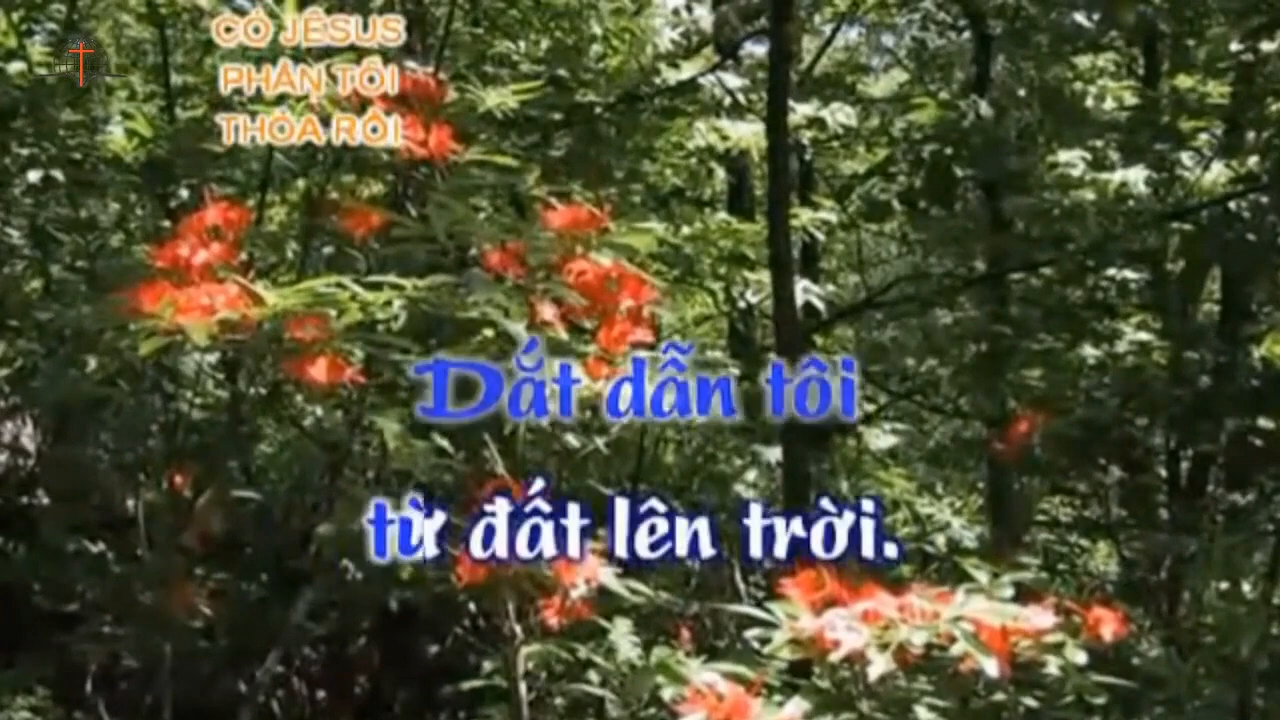 CÓ JÊSUS
PHẦN TÔI
THỎA RỒI
Dắt dẫn tôi
từ đất lên trời.